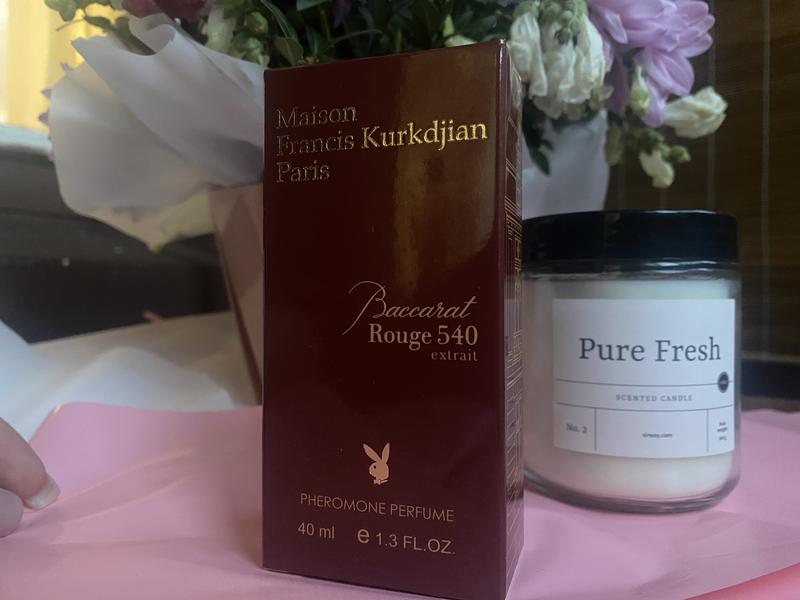 Maison
Francis Kurkdjian
Paris
Baccarat
Rouge 540
extrait
PHEROMONE PERFUME
40 ml e 1.3 FL.OZ.
Pure Fresh
SCENTED CANDLE
No. 2